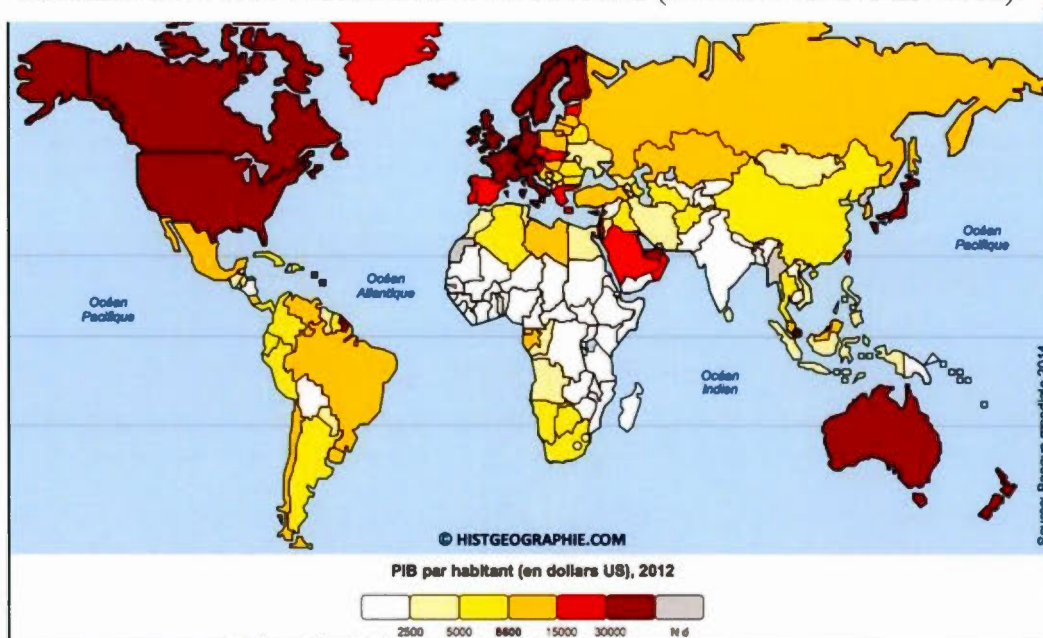 Océan
Pacifique
Océan
Atlantique
Océan
Pacifique
Océan
Indien
© HISTGEOGRAPHIE.COM
PIB par habitant (en dollars US), 2012
2500 5000 8800 15000 30000 N d